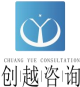 CHUANG YUE CONSULTATION
创越咨询